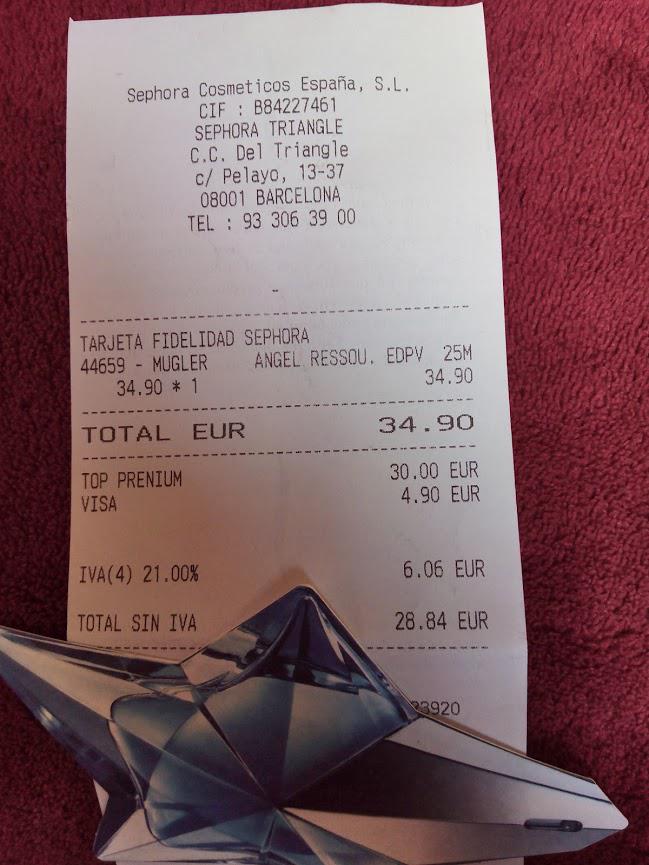 Sephora Cosmeticos España, S.L.
CIF : B84227461
SEPHORA TRIANGLE
C.C. Del Triangle
c/ Pelayo, 13-37
08001 BARCELONA
TEL : 93 306 39 00
TARJETA FIDELIDAD SEPHORA
44659 - MUGLER ANGEL RESSOU. EDPV 25M
34.90 * 1 34.90
TOTAL EUR 34.90
TOP PRENIUM 30.00 EUR
VISA 4.90 EUR
IVA(4) 21.00% 6.06 EUR
TOTAL SIN IVA 28.84 EUR
3920